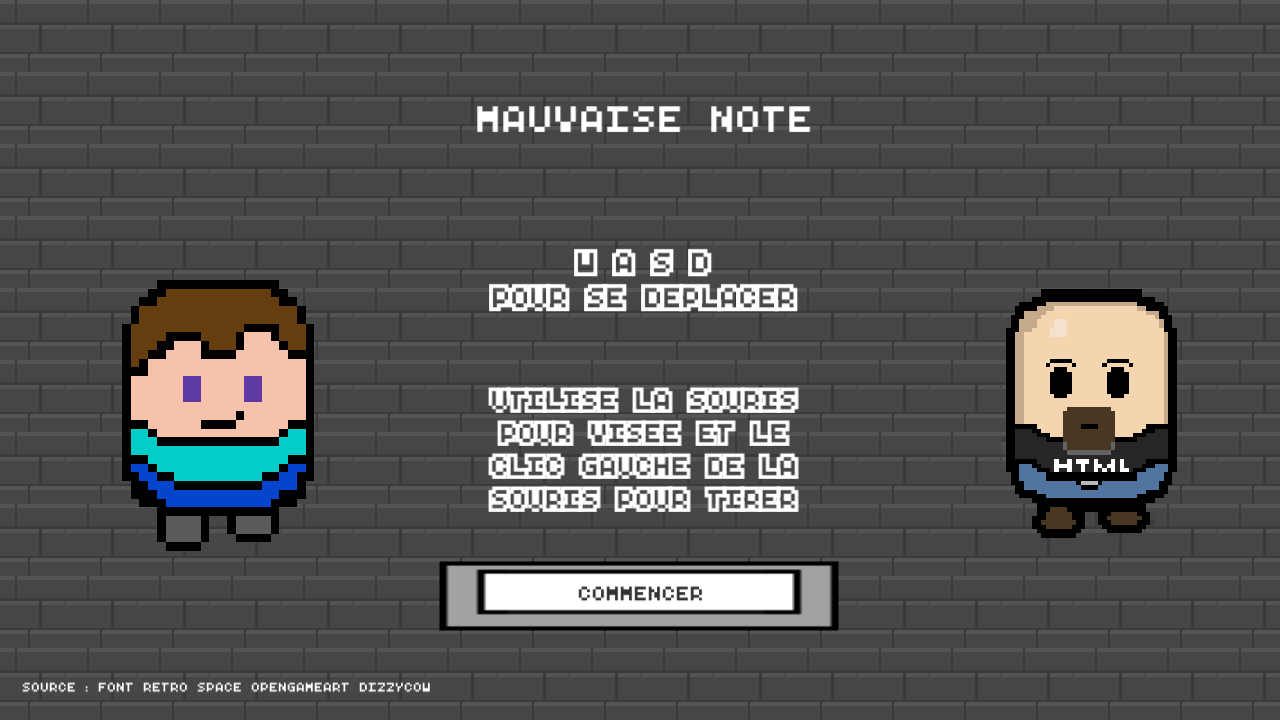 MAUVAISE NOTE
W A S D
POUR SE DEPLACER
UTILISE LA SOURIS
POUR VISEE ET LE
CLIC GAUCHE DE LA
SOURIS POUR TIRER
HTML
COMMENCER
SOURCE : FONT RETRO SPACE OPENGAMEART DIZZYCOW